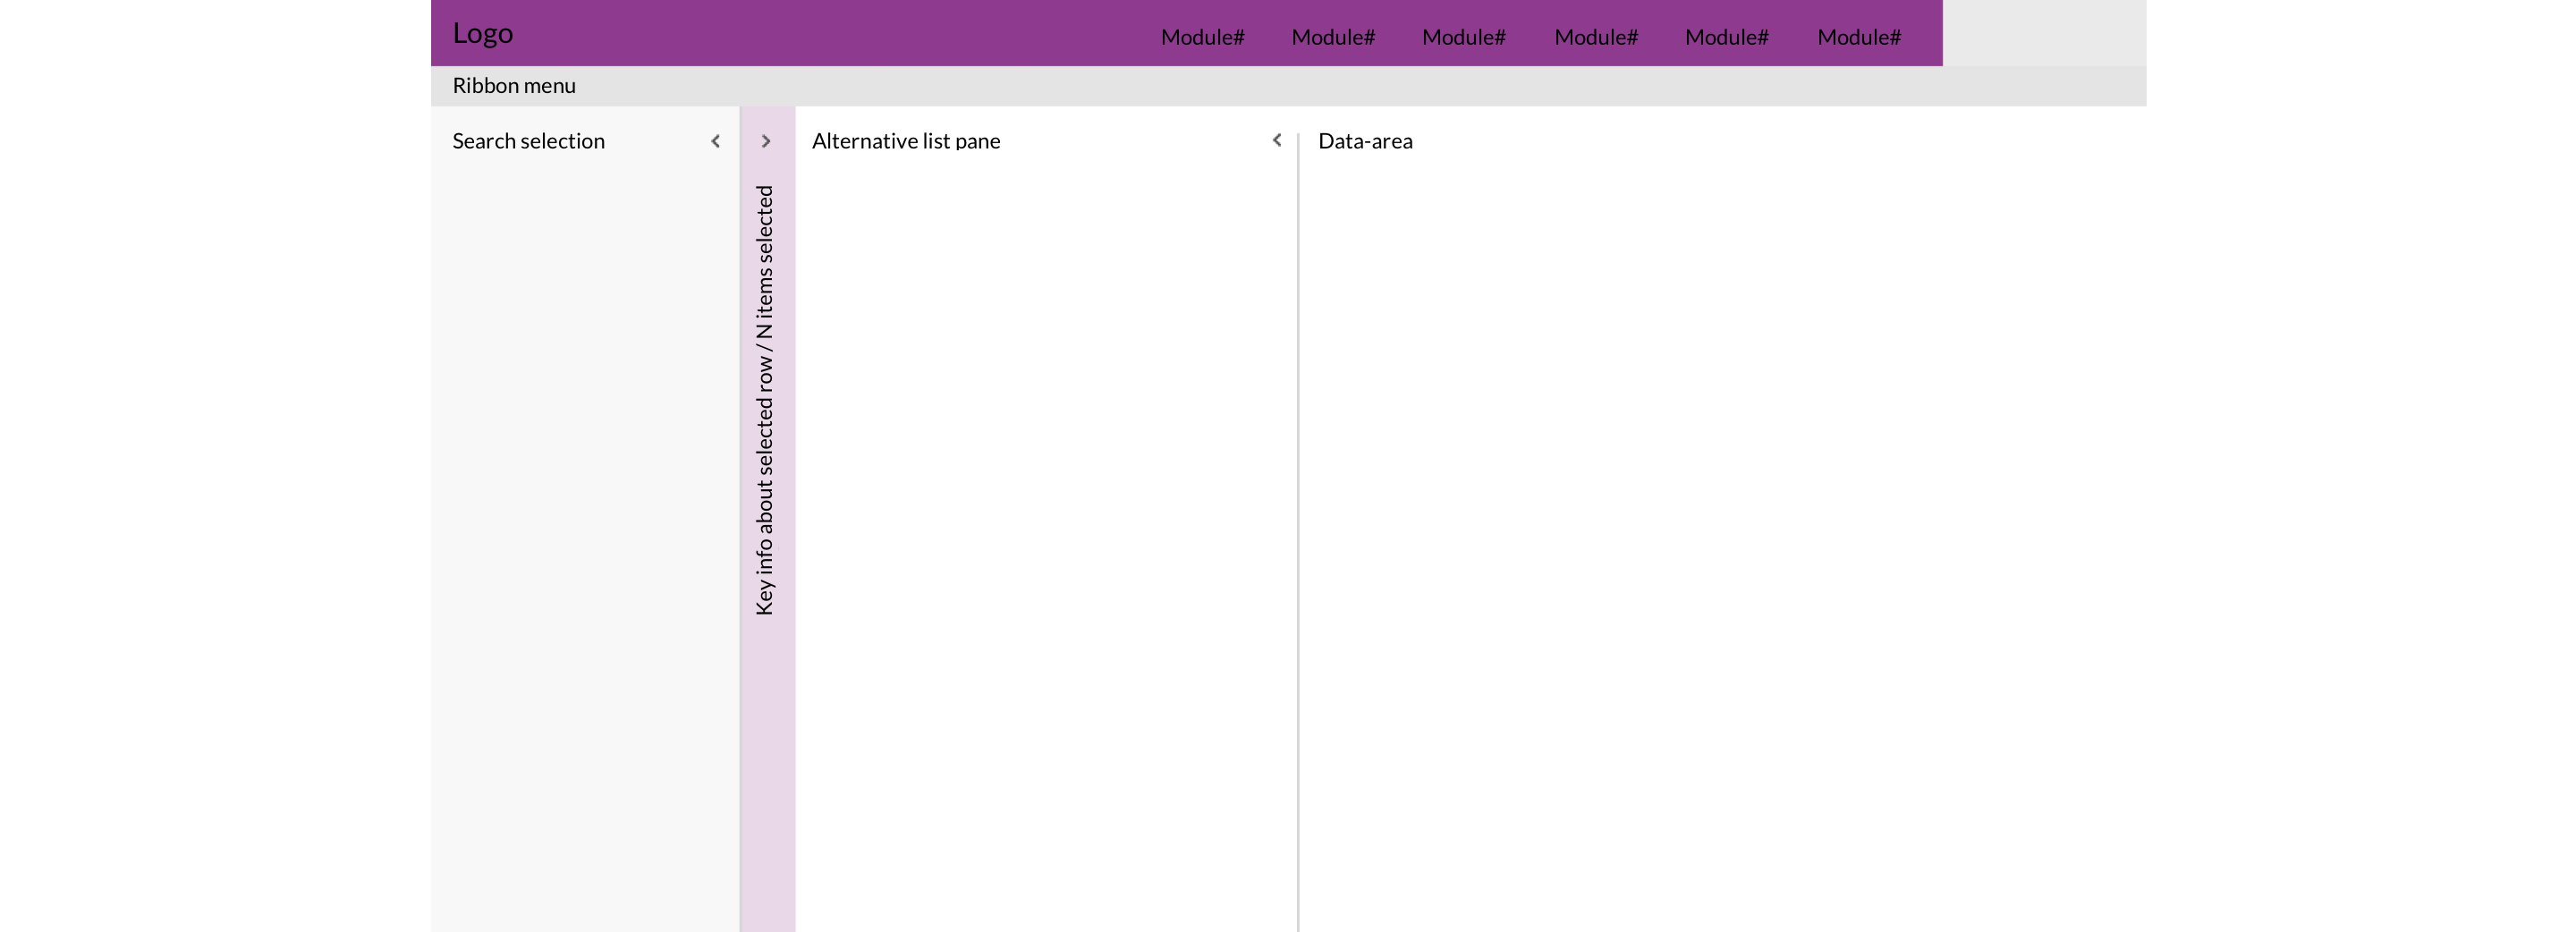 Logo
Module# Module# Module# Module# Module# Module#
Ribbon menu
Search selection
Key info about selected row / N items selected
Alternative list pane
Data-area